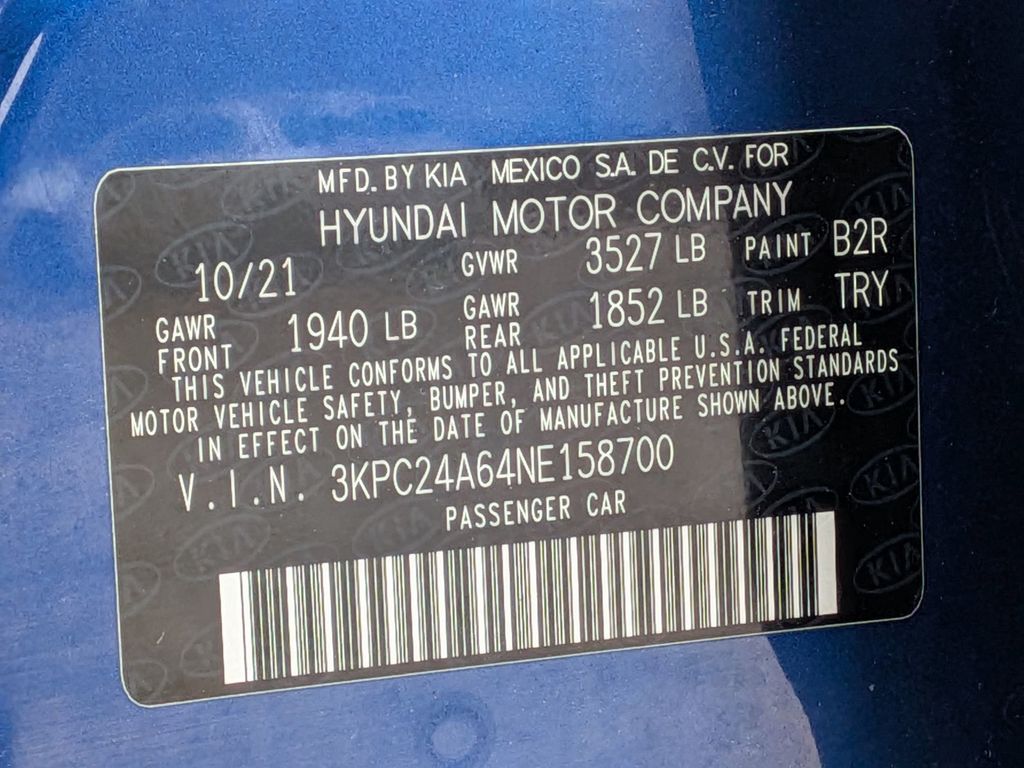 MFD. BY KIA MEXICO S.A. DE C.V. FOR
HYUNDAI MOTOR COMPANY
10/21 GVWR 3527 LB PAINT B2R
GAWR FRONT 1940 LB GAWR REAR 1852 LB TRIM TRY
THIS VEHICLE CONFORMS TO ALL APPLICABLE U.S.A. FEDERAL
MOTOR VEHICLE SAFETY, BUMPER, AND THEFT PREVENTION STANDARDS
IN EFFECT ON THE DATE OF MANUFACTURE SHOWN ABOVE.
V.I.N. 3KPC24A64NE158700
PASSENGER CAR